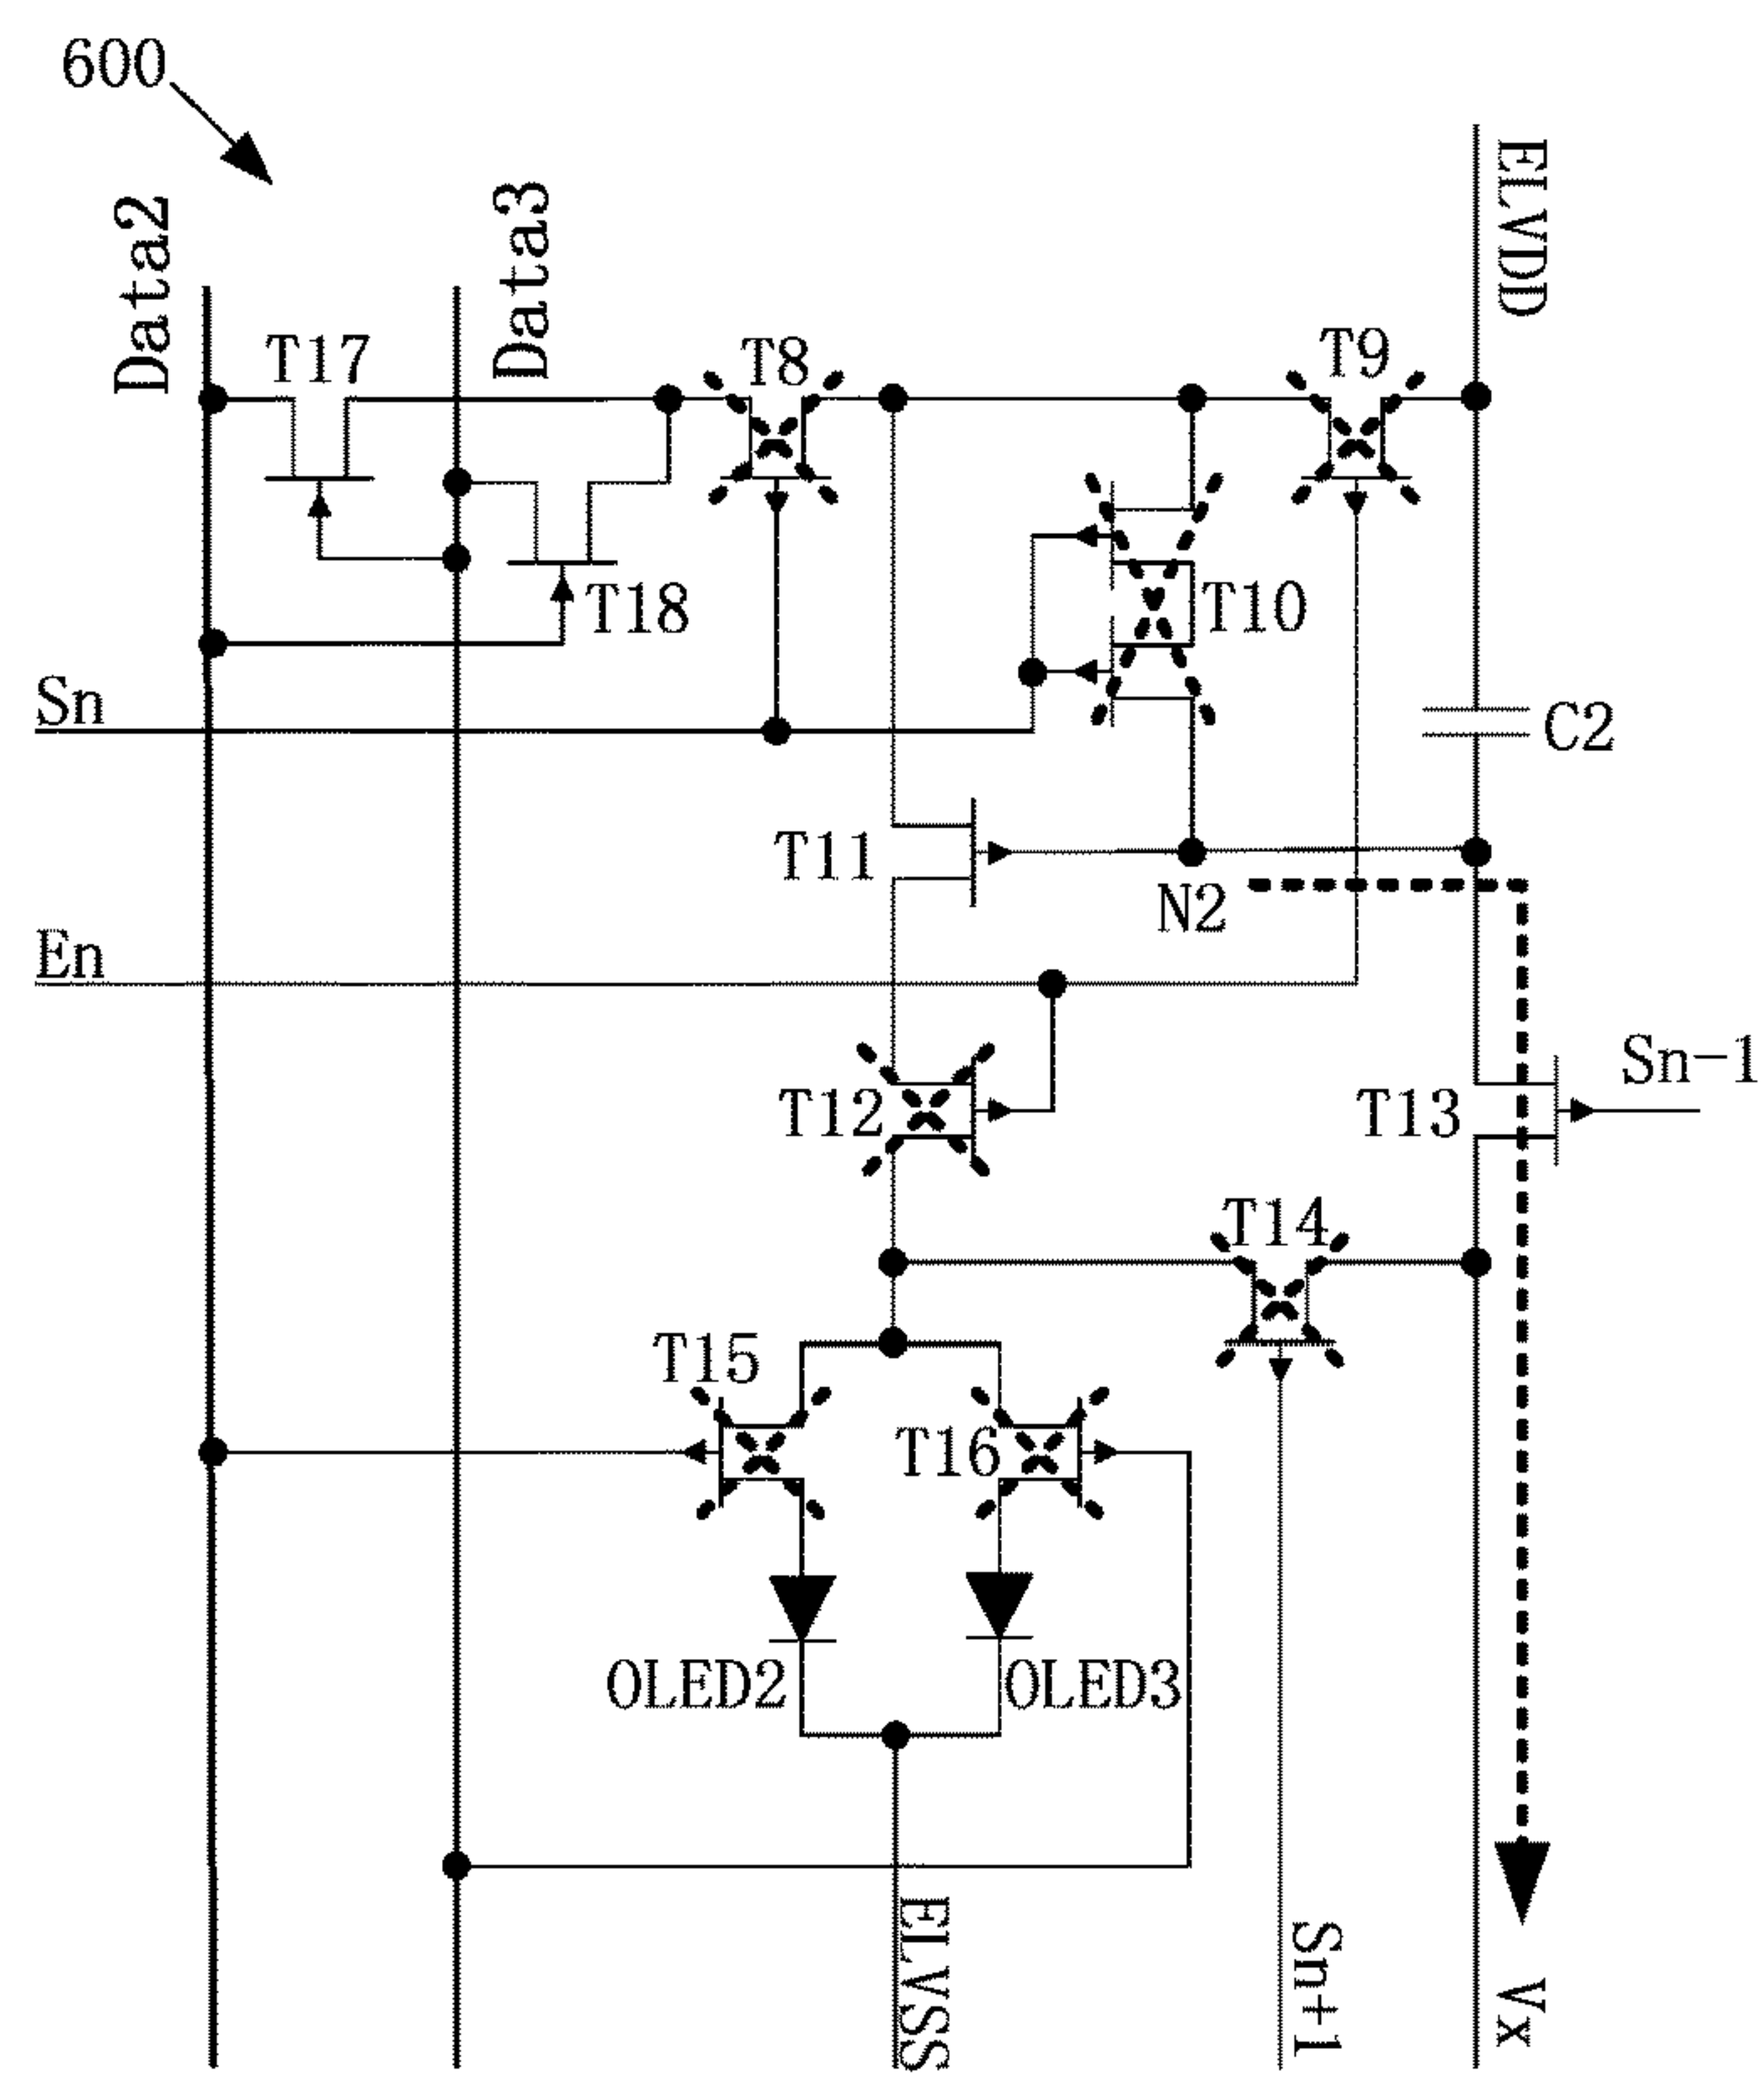 600
Data2
Data3
ELVDD
T17
T8
T9
T18
T10
Sn
C2
T11
N2
En
Sn-1
T12
T13
T14
T15
T16
OLED2
OLED3
ELVSS
Sn+1
Vx